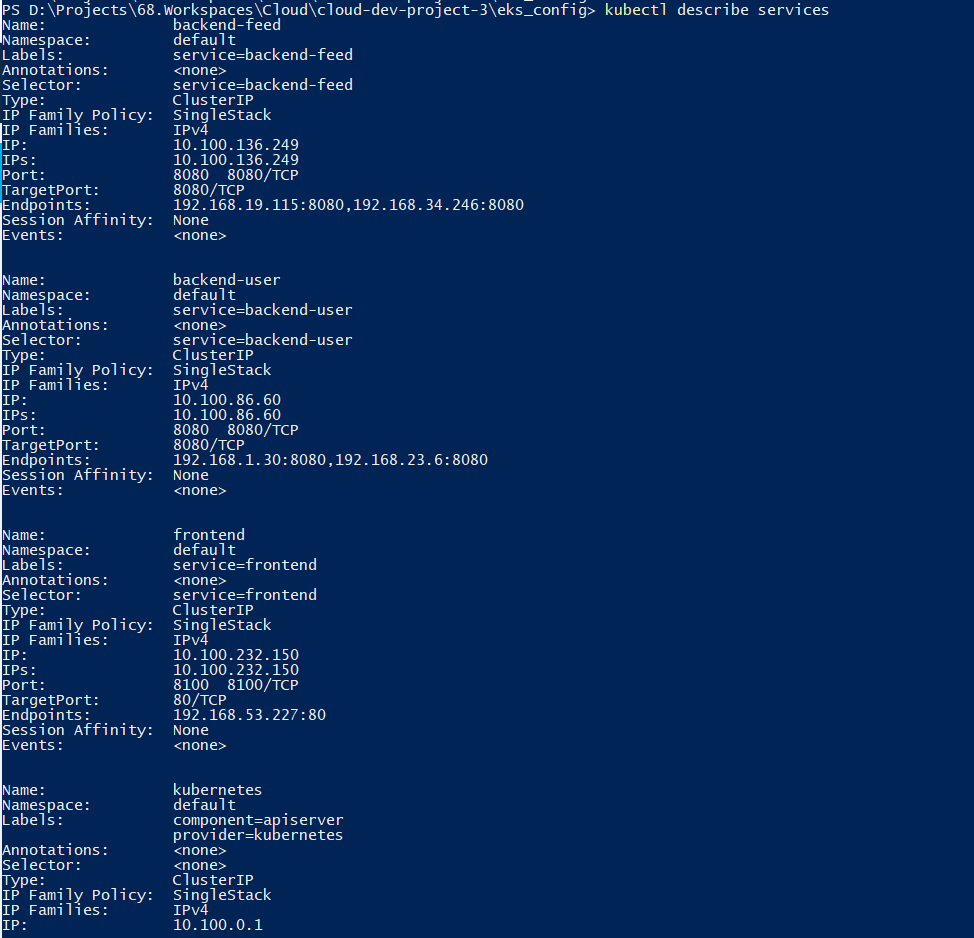 PS D:\Projects\68.Workspaces\Cloud\cloud-dev-project-3\eks_config> kubectl describe services
Name:              backend-feed
Namespace:         default
Labels:            service=backend-feed
Annotations:       <none>
Selector:          service=backend-feed
Type:              ClusterIP
IP Family Policy:  SingleStack
IP Families:       IPv4
IP:                10.100.136.249
IPs:               10.100.136.249
Port:              8080  8080/TCP
TargetPort:        8080/TCP
Endpoints:         192.168.19.115:8080,192.168.34.246:8080
Session Affinity:  None
Events:            <none>

Name:              backend-user
Namespace:         default
Labels:            service=backend-user
Annotations:       <none>
Selector:          service=backend-user
Type:              ClusterIP
IP Family Policy:  SingleStack
IP Families:       IPv4
IP:                10.100.86.60
IPs:               10.100.86.60
Port:              8080  8080/TCP
TargetPort:        8080/TCP
Endpoints:         192.168.1.30:8080,192.168.23.6:8080
Session Affinity:  None
Events:            <none>

Name:              frontend
Namespace:         default
Labels:            service=frontend
Annotations:       <none>
Selector:          service=frontend
Type:              ClusterIP
IP Family Policy:  SingleStack
IP Families:       IPv4
IP:                10.100.232.150
IPs:               10.100.232.150
Port:              8100  8100/TCP
TargetPort:        80/TCP
Endpoints:         192.168.53.227:80
Session Affinity:  None
Events:            <none>

Name:              kubernetes
Namespace:         default
Labels:            component=apiserver
                   provider=kubernetes
Annotations:       <none>
Selector:          <none>
Type:              ClusterIP
IP Family Policy:  SingleStack
IP Families:       IPv4
IP:                10.100.0.1